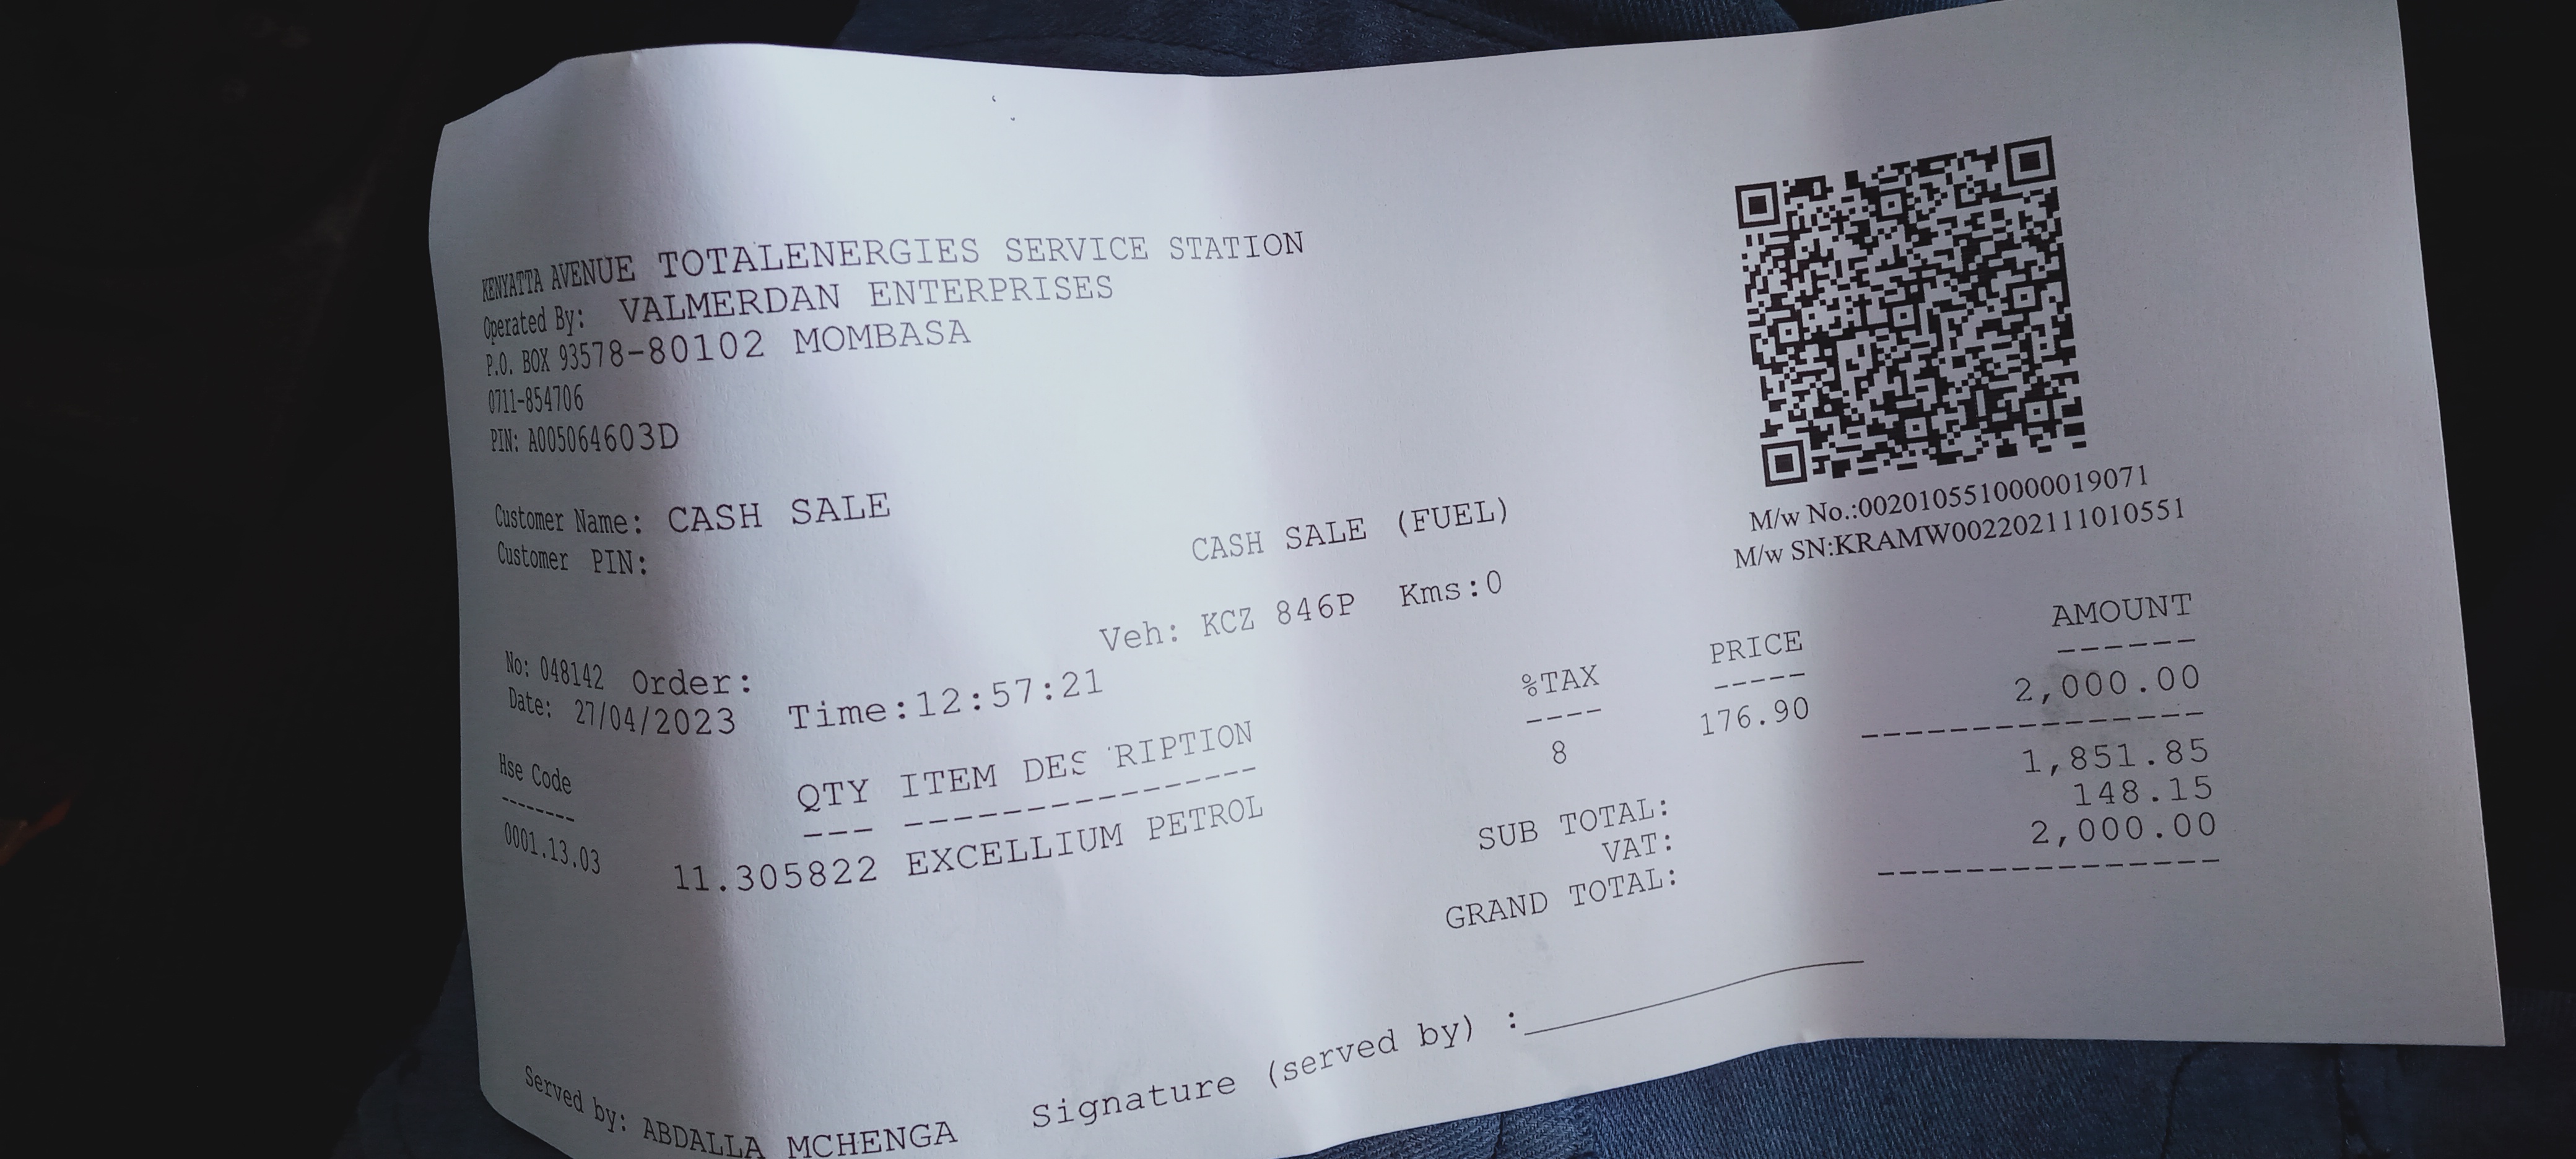 KENYATTA AVENUE TOTALENERGIES SERVICE STATION
Operated By: VALMERDAN ENTERPRISES
P.O. BOX 93578-80102 MOMBASA
0711-854706
PIN: A005064603D
M/w No.:0020105510000019071
M/w SN:KRAMW002202111010551
Customer Name: CASH SALE
Customer PIN:
CASH SALE (FUEL)
Veh: KCZ 846P Kms:0
No: 048142 Order:
Date: 27/04/2023 Time:12:57:21
Hse Code QTY ITEM DESCRIPTION %TAX PRICE AMOUNT
-------- --- ---------------- ---- ----- ------
0001.13.03 11.305822 EXCELLIUM PETROL 8 176.90 2,000.00
--------------
SUB TOTAL: 1,851.85
VAT: 148.15
GRAND TOTAL: 2,000.00
--------------
Served by: ABDALLA MCHENGA Signature (served by) :